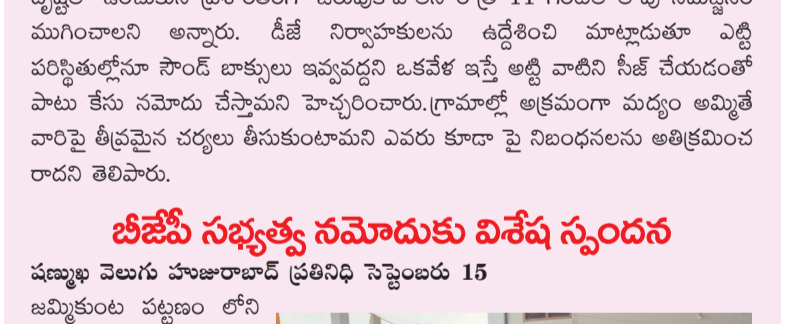 ముగించాలని అన్నారు. డీజే నిర్వాహకులను ఉద్దేశించి మాట్లాడుతూ ఎట్టి
పరిస్థితుల్లోనూ సౌండ్ బాక్సులు ఇవ్వవద్దని ఒకవేళ ఇస్తే అట్టి వాటిని సీజ్ చేయడంతో
పాటు కేసు నమోదు చేస్తామని హెచ్చరించారు.గ్రామాల్లో అక్రమంగా మద్యం అమ్మితే
వారిపై తీవ్రమైన చర్యలు తీసుకుంటామని ఎవరు కూడా పై నిబంధనలను అతిక్రమించ
రాదని తెలిపారు.
బీజేపీ సభ్యత్వ నమోదుకు విశేష స్పందన
షణ్ముఖ వెలుగు హుజురాబాద్ ప్రతినిధి సెప్టెంబరు 15
జమ్మికుంట పట్టణం లోని